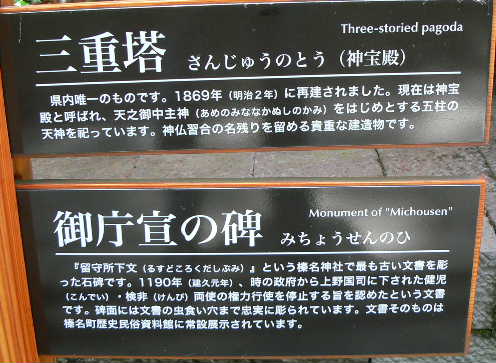 Three-storied pagoda
三重塔 さんじゅうのとう（神宝殿）
県内唯一のものです。1869年（明治２年）に再建されました。現在は神宝
殿と呼ばれ、天之御中主神（あめのみななかぬしのかみ）をはじめとする五柱の
天神を祀っています。神仏習合の名残りを留める貴重な建造物です。
Monument of "Michousen"
御庁宣の碑 みちょうせんのひ
『留守所下文（るすどころくだしぶみ）』という榛名神社で最も古い文書を彫
った石碑です。1190年（建久元年）、時の政府から上野国司に下された健児
（こんでい）・検非（けんぴ）両使の権力行使を停止する旨を認めたという文書
です。碑面には文書の虫食い穴まで忠実に彫られています。文書そのものは
榛名町歴史民俗資料館に常設展示されています。